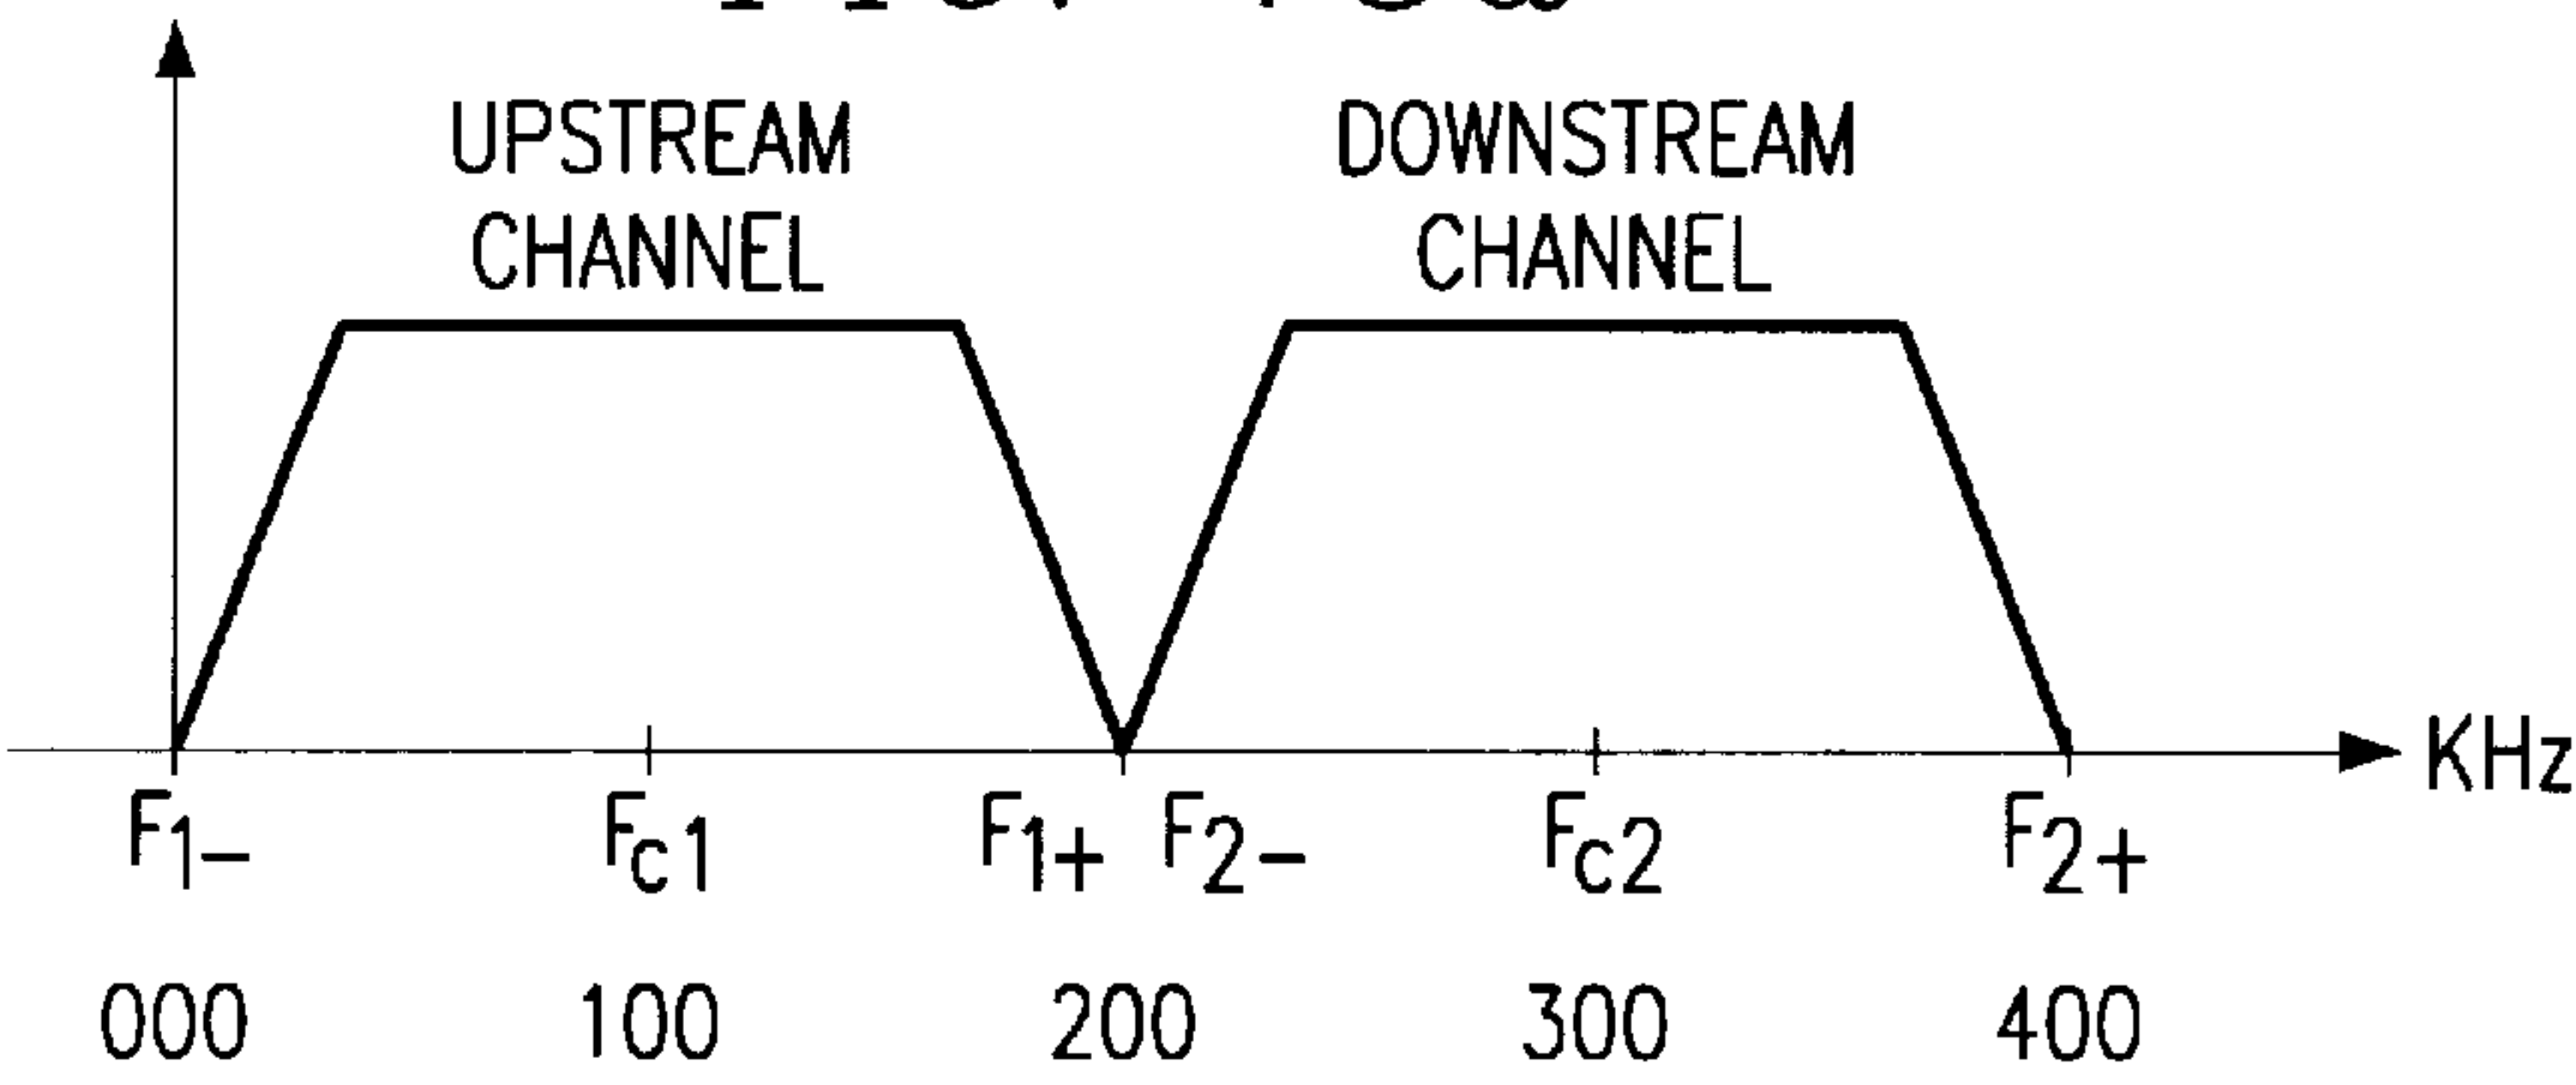 UPSTREAM
CHANNEL
DOWNSTREAM
CHANNEL
KHz
F1- Fc1 F1+ F2- Fc2 F2+
000 100 200 300 400